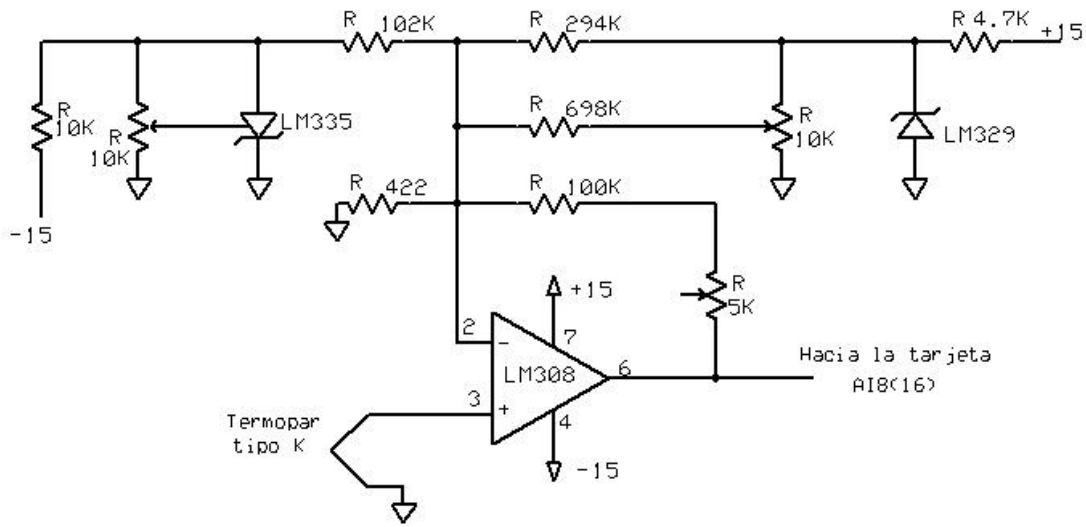 R 102K
R 294K
R 4.7K
+15
R 10K
R 10K
LM335
R 698K
R 10K
LM329
-15
R 422
R 100K
+15
R 5K
2
-
7
LM308
6
Hacia la tarjeta
AI8(16)
3
+
4
Termopar
tipo K
-15